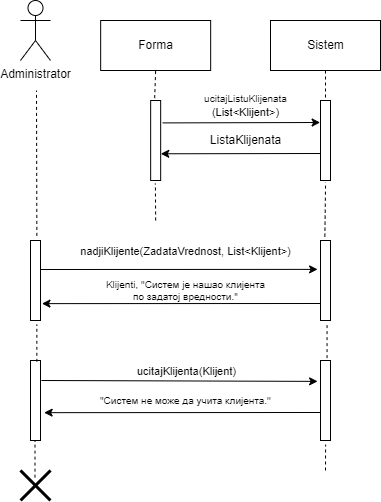 Forma
Sistem
Administrator
ucitajListuKlijenata
(List<Klijent>)
ListaKlijenata
nadjiKlijente(ZadataVrednost, List<Klijent>)
Klijenti, "Систем је нашао клијента
по задатој вредности."
ucitajKlijenta(Klijent)
"Систем не може да учита клијента."